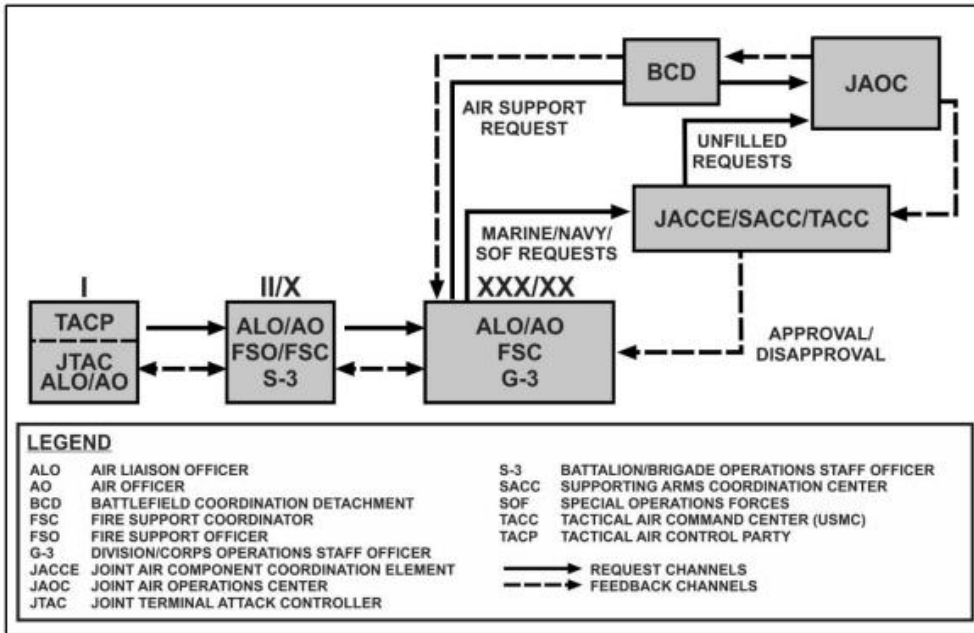 BCD
JAOC
AIR SUPPORT
REQUEST
UNFILLED
REQUESTS
JACCE/SACC/TACC
MARINE/NAVY/
SOF REQUESTS
I
II/X
XXX/XX
TACP
JTAC
ALO/AO
ALO/AO
FSO/FSC
S-3
ALO/AO
FSC
G-3
APPROVAL/
DISAPPROVAL
LEGEND
ALO AIR LIAISON OFFICER
AO AIR OFFICER
BCD BATTLEFIELD COORDINATION DETACHMENT
FSC FIRE SUPPORT COORDINATOR
FSO FIRE SUPPORT OFFICER
G-3 DIVISION/CORPS OPERATIONS STAFF OFFICER
JACCE JOINT AIR COMPONENT COORDINATION ELEMENT
JAOC JOINT AIR OPERATIONS CENTER
JTAC JOINT TERMINAL ATTACK CONTROLLER
S-3 BATTALION/BRIGADE OPERATIONS STAFF OFFICER
SACC SUPPORTING ARMS COORDINATION CENTER
SOF SPECIAL OPERATIONS FORCES
TACC TACTICAL AIR COMMAND CENTER (USMC)
TACP TACTICAL AIR CONTROL PARTY
REQUEST CHANNELS
FEEDBACK CHANNELS